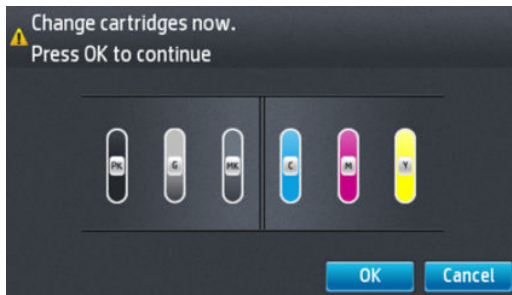 Change cartridges now.
Press OK to continue
PK G MK C M Y
OK Cancel